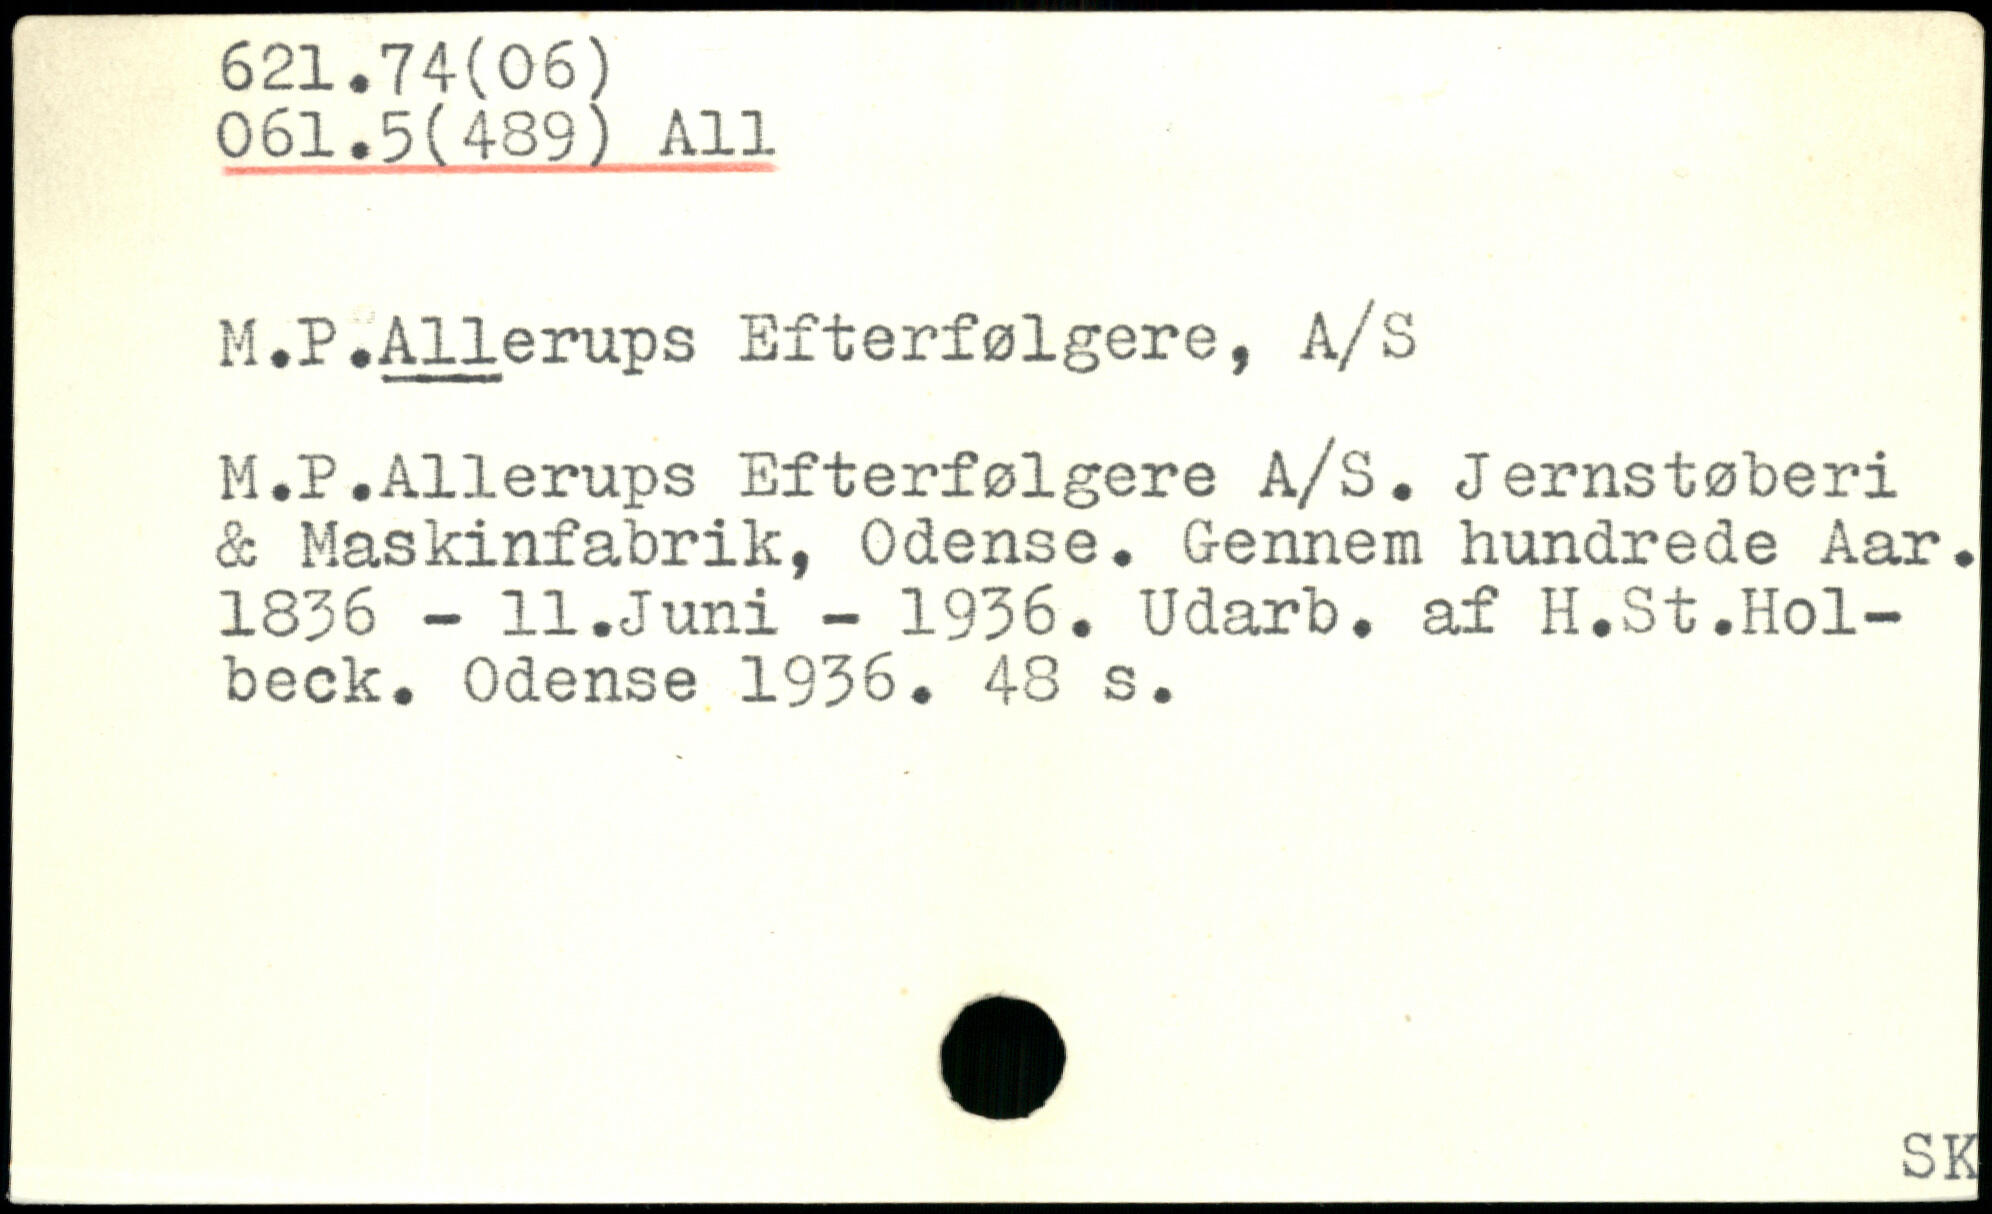 621.74(06)
061.5(489) All
M.P.Allerups Efterfølgere, A/S
M.P.Allerups Efterfølgere A/S. Jernstøberi
& Maskinfabrik, Odense. Gennem hundrede Aar.
1836 - 11.Juni - 1936. Udarb. af H.St.Hol-
beck. Odense 1936. 48 s.
SK